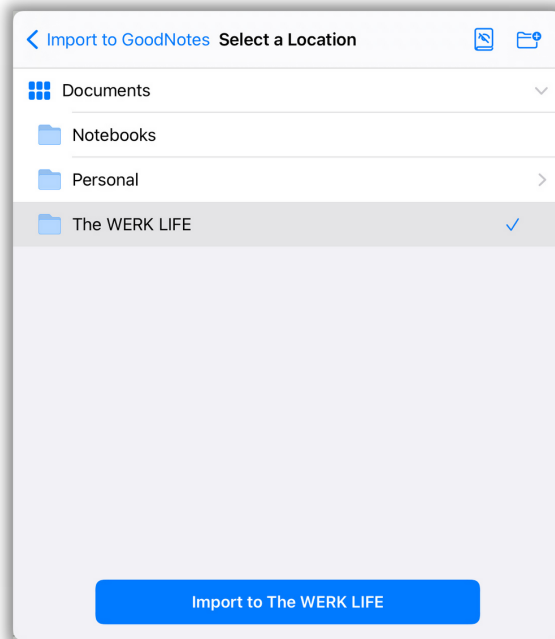 Import to GoodNotes Select a Location
Documents
Notebooks
Personal
The WERK LIFE
Import to The WERK LIFE